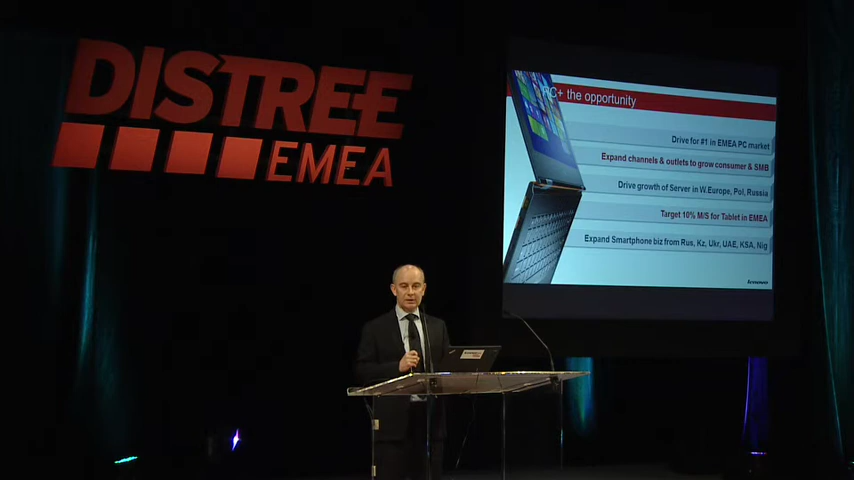 DISTREE
EMEA
PC+ the opportunity
Drive for #1 in EMEA PC market
Expand channels & outlets to grow consumer & SMB
Drive growth of Server in W.Europe, Pol, Russia
Target 10% M/S for Tablet in EMEA
Expand Smartphone biz from Rus, Kz, Ukr, UAE, KSA, Nig
lenovo